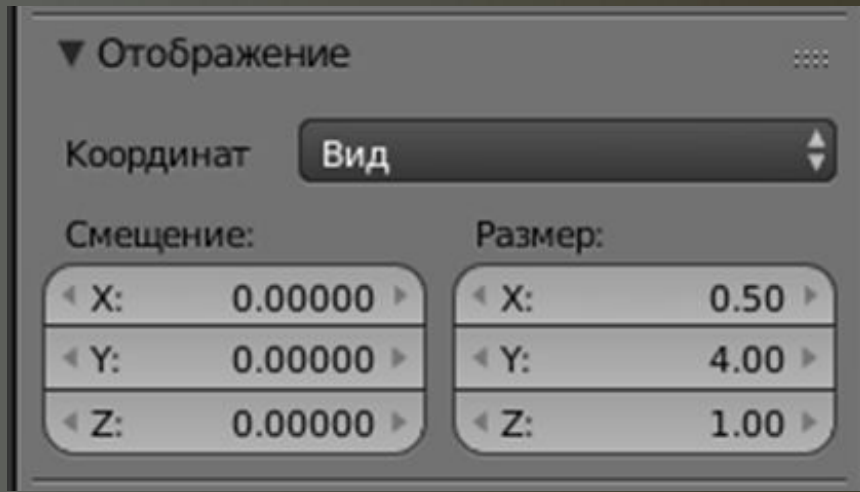 Отображение
Координат Вид
Смещение: Размер:
X: 0.00000 X: 0.50
Y: 0.00000 Y: 4.00
Z: 0.00000 Z: 1.00